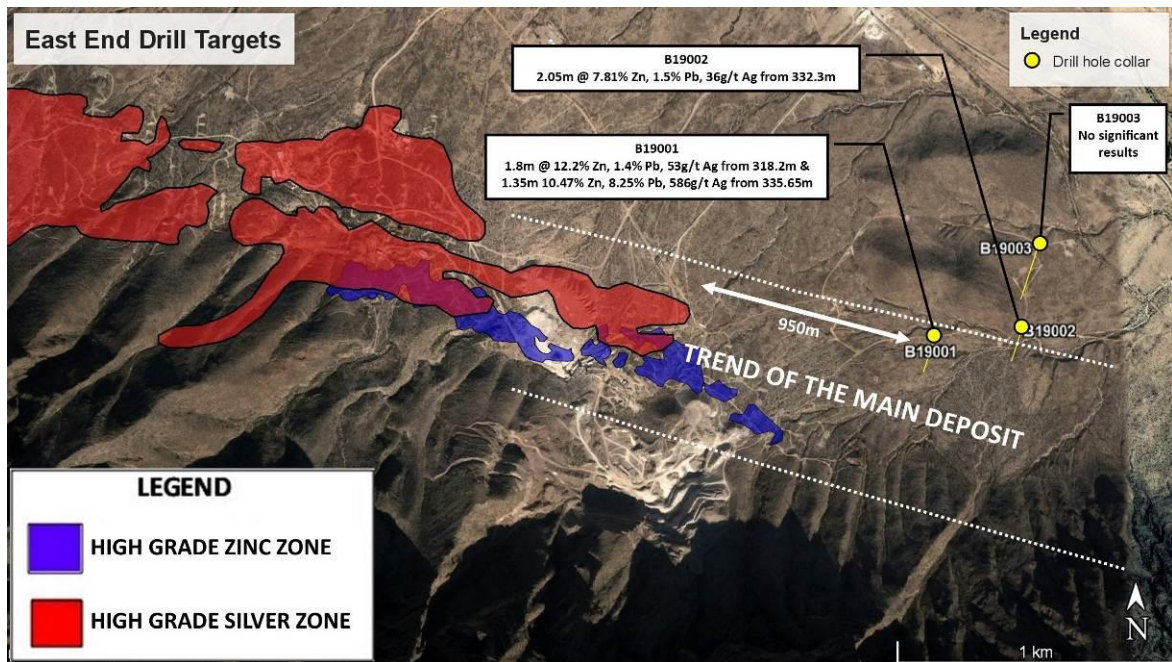 East End Drill Targets
B19002
2.05m @ 7.81% Zn, 1.5% Pb, 36g/t Ag from 332.3m
Legend
Drill hole collar
B19003
No significant
results
B19001
1.8m @ 12.2% Zn, 1.4% Pb, 53g/t Ag from 318.2m &
1.35m 10.47% Zn, 8.25% Pb, 586g/t Ag from 335.65m
B19003
B19002
B19001
950m
TREND OF THE MAIN DEPOSIT
LEGEND
HIGH GRADE ZINC ZONE
HIGH GRADE SILVER ZONE
N
1 km